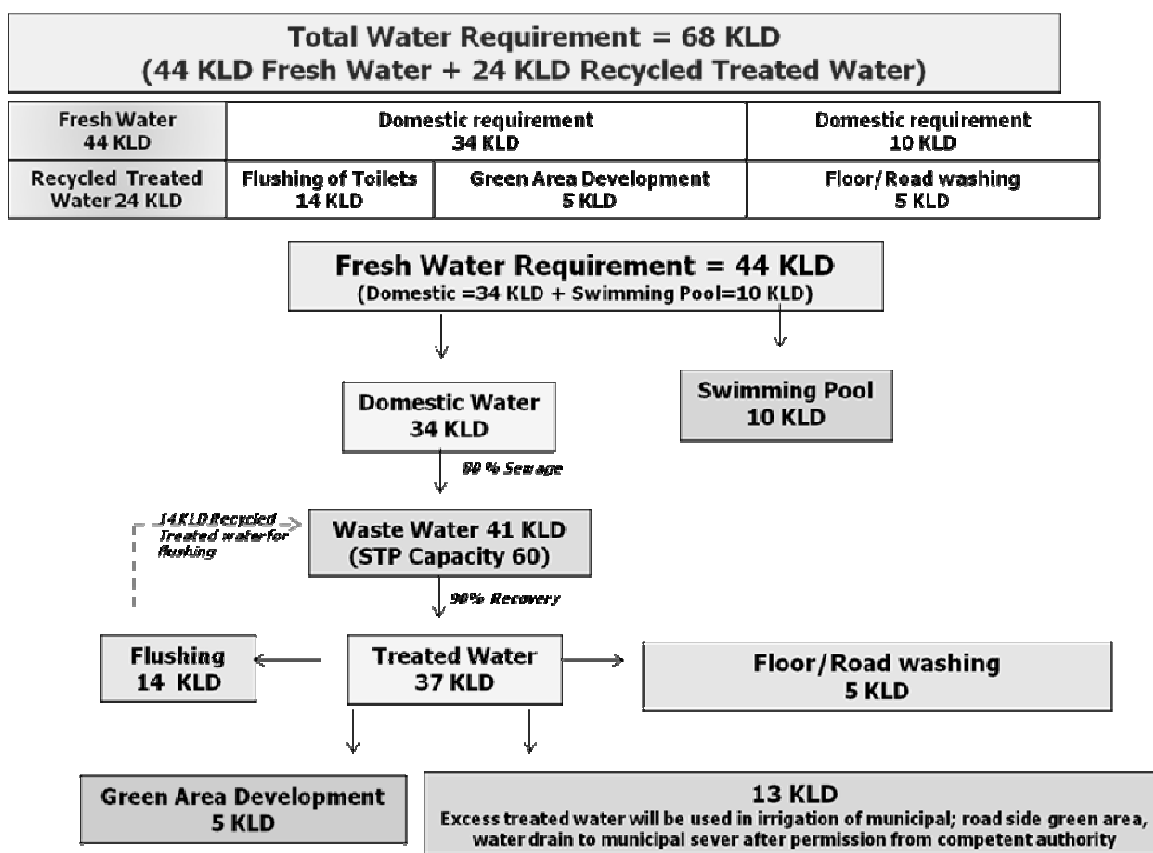 Total Water Requirement = 68 KLD
(44 KLD Fresh Water + 24 KLD Recycled Treated Water)
Fresh Water
44 KLD
Domestic requirement
34 KLD
Domestic requirement
10 KLD
Recycled Treated
Water 24 KLD
Flushing of Toilets
14 KLD
Green Area Development
5 KLD
Floor/Road washing
5 KLD
Fresh Water Requirement = 44 KLD
(Domestic =34 KLD + Swimming Pool=10 KLD)
Domestic Water
34 KLD
Swimming Pool
10 KLD
80 % Sewage
14 KLD Recycled
Treated water for
flushing
Waste Water 41 KLD
(STP Capacity 60)
90% Recovery
Flushing
14 KLD
Treated Water
37 KLD
Floor/Road washing
5 KLD
Green Area Development
5 KLD
13 KLD
Excess treated water will be used in irrigation of municipal; road side green area,
water drain to municipal sever after permission from competent authority